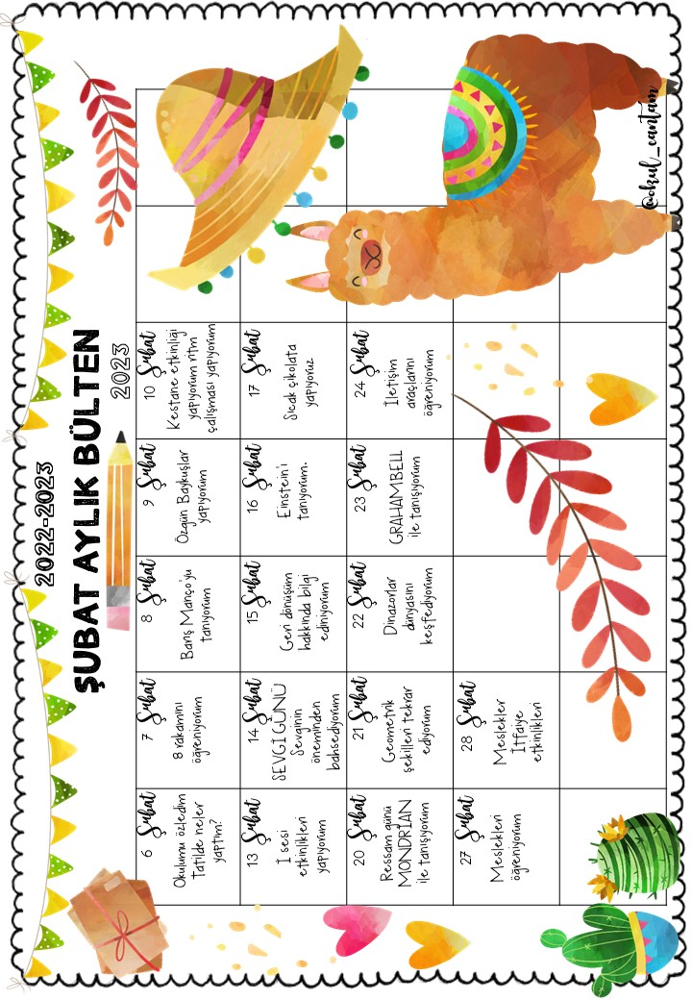 2022-2023
ŞUBAT AYLIK BÜLTEN
2023
6 Şubat
Okulumu özledim
Tatilde neler
yaptım?
7 Şubat
8 rakamını
öğreniyorum
8 Şubat
Barış Manço'yu
tanıyorum
9 Şubat
Özgün Baykuşlar
yapıyorum
10 Şubat
Kestane etkinliği
yapıyorum ritm
çalışması yapıyorum
13 Şubat
İ sesi
etkinlikleri
yapıyorum
14 Şubat
SEVGİ GÜNÜ
Sevginin
öneminden
bahsediyorum
15 Şubat
Geri dönüşüm
hakkında bilgi
ediniyorum
16 Şubat
Einstein'ı
tanıyorum.
17 Şubat
Sıcak çikolata
yapıyoruz
20 Şubat
Ressam günü
MONDRİAN
ile tanışıyorum
21 Şubat
Geometrik
şekilleri tekrar
ediyorum
22 Şubat
Dinazorlar
dünyasını
keşfediyorum
23 Şubat
GRAHAMBELL
ile tanışıyorum
24 Şubat
İletişim
araçlarını
öğreniyorum
27 Şubat
Meslekleri
öğreniyorum
28 Şubat
Meslekler
İtfaiye
etkinlikleri
@okul_cantam